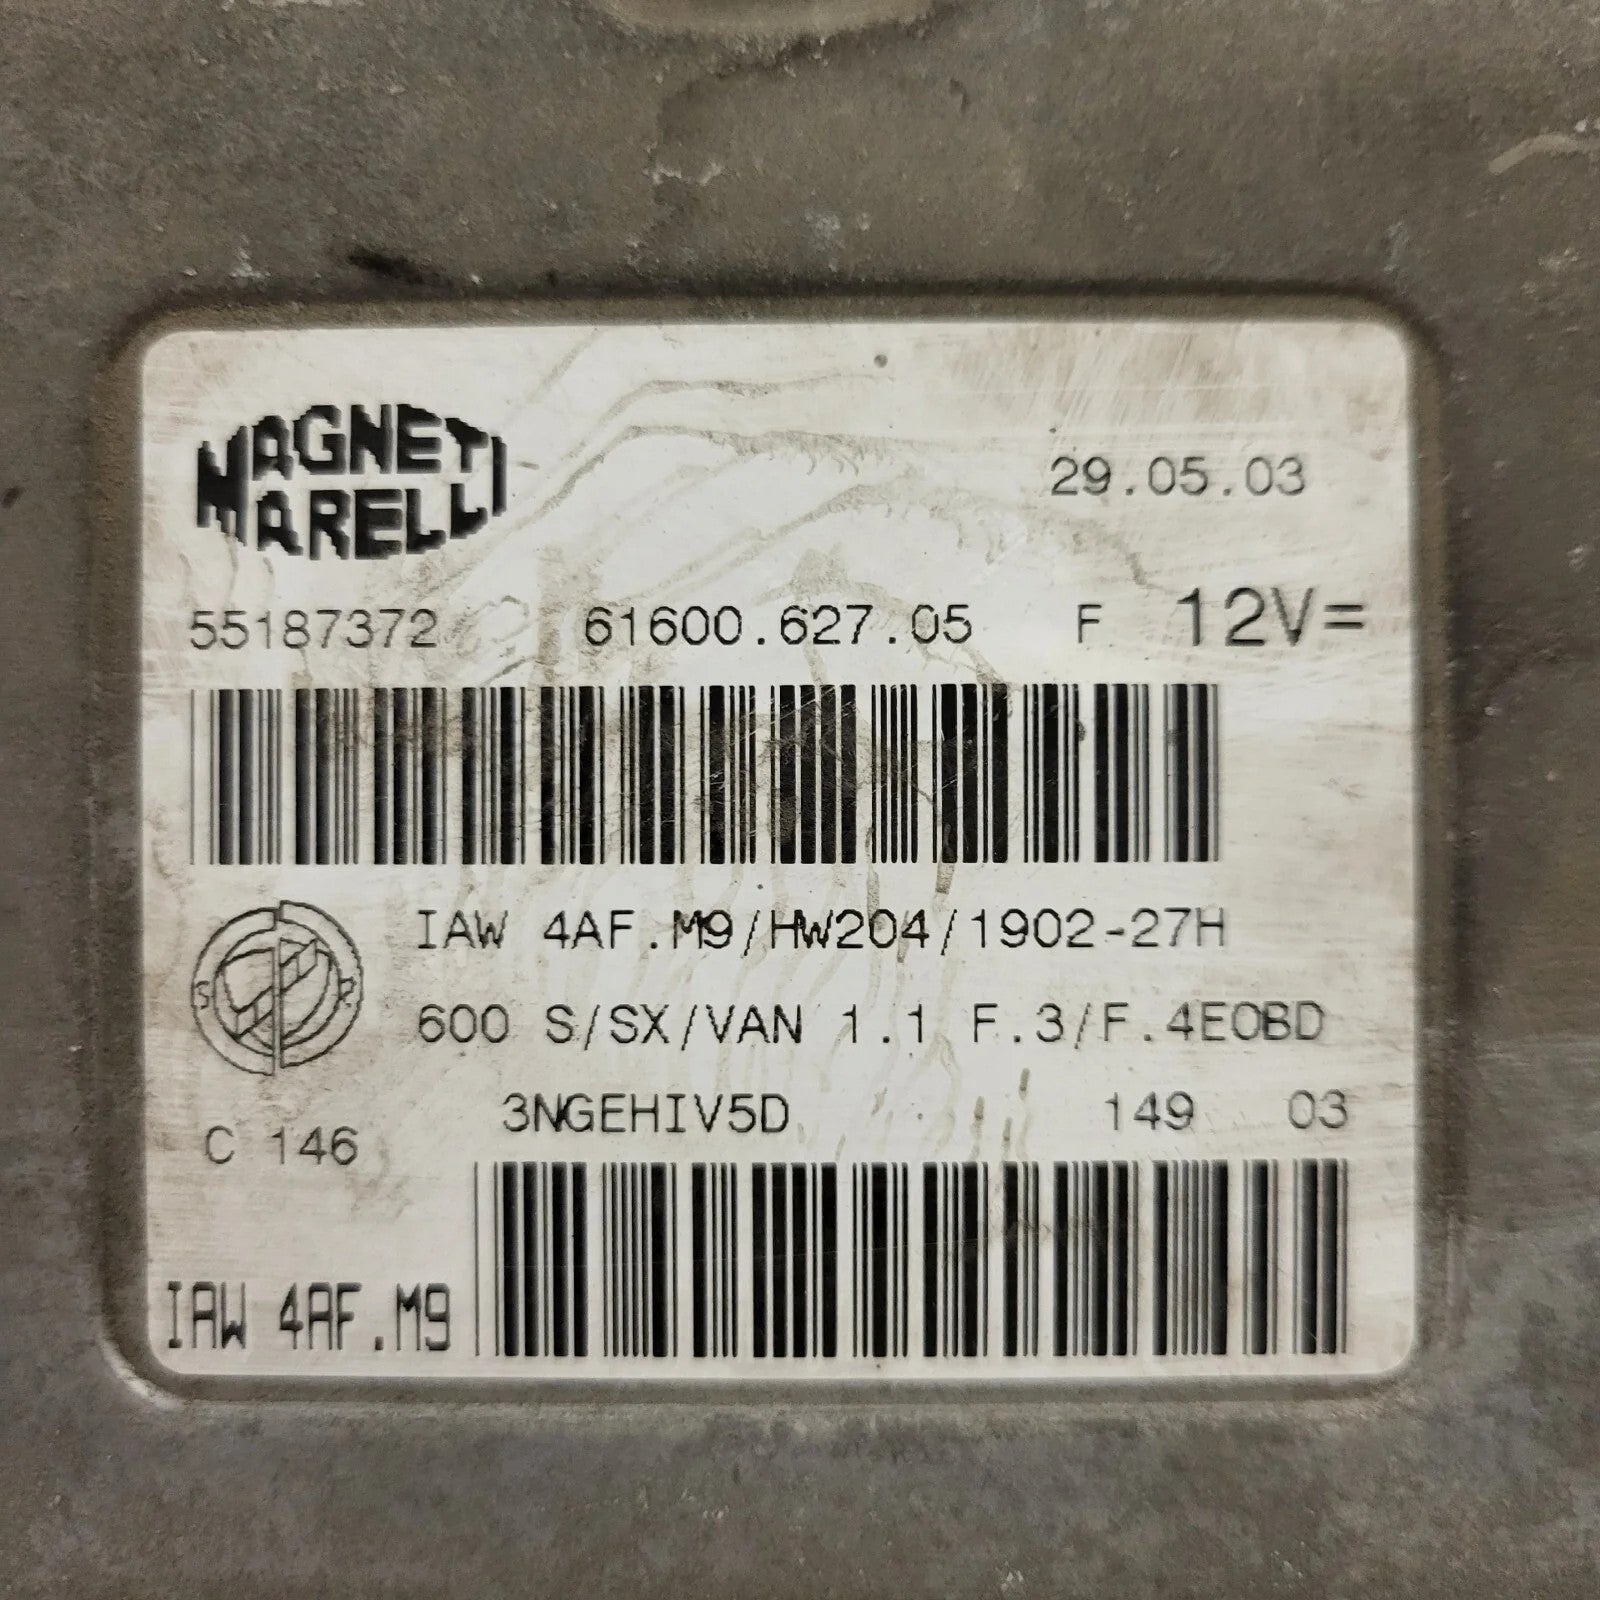 MAGNETI
MARELLI
29.05.03
55187372 61600.627.05 F 12V=
IAW 4AF.M9/HW204/1902-27H
S R
600 S/SX/VAN 1.1 F.3/F.4EOBD
3NGEHIV5D 149 03
C 146
IAW 4AF.M9